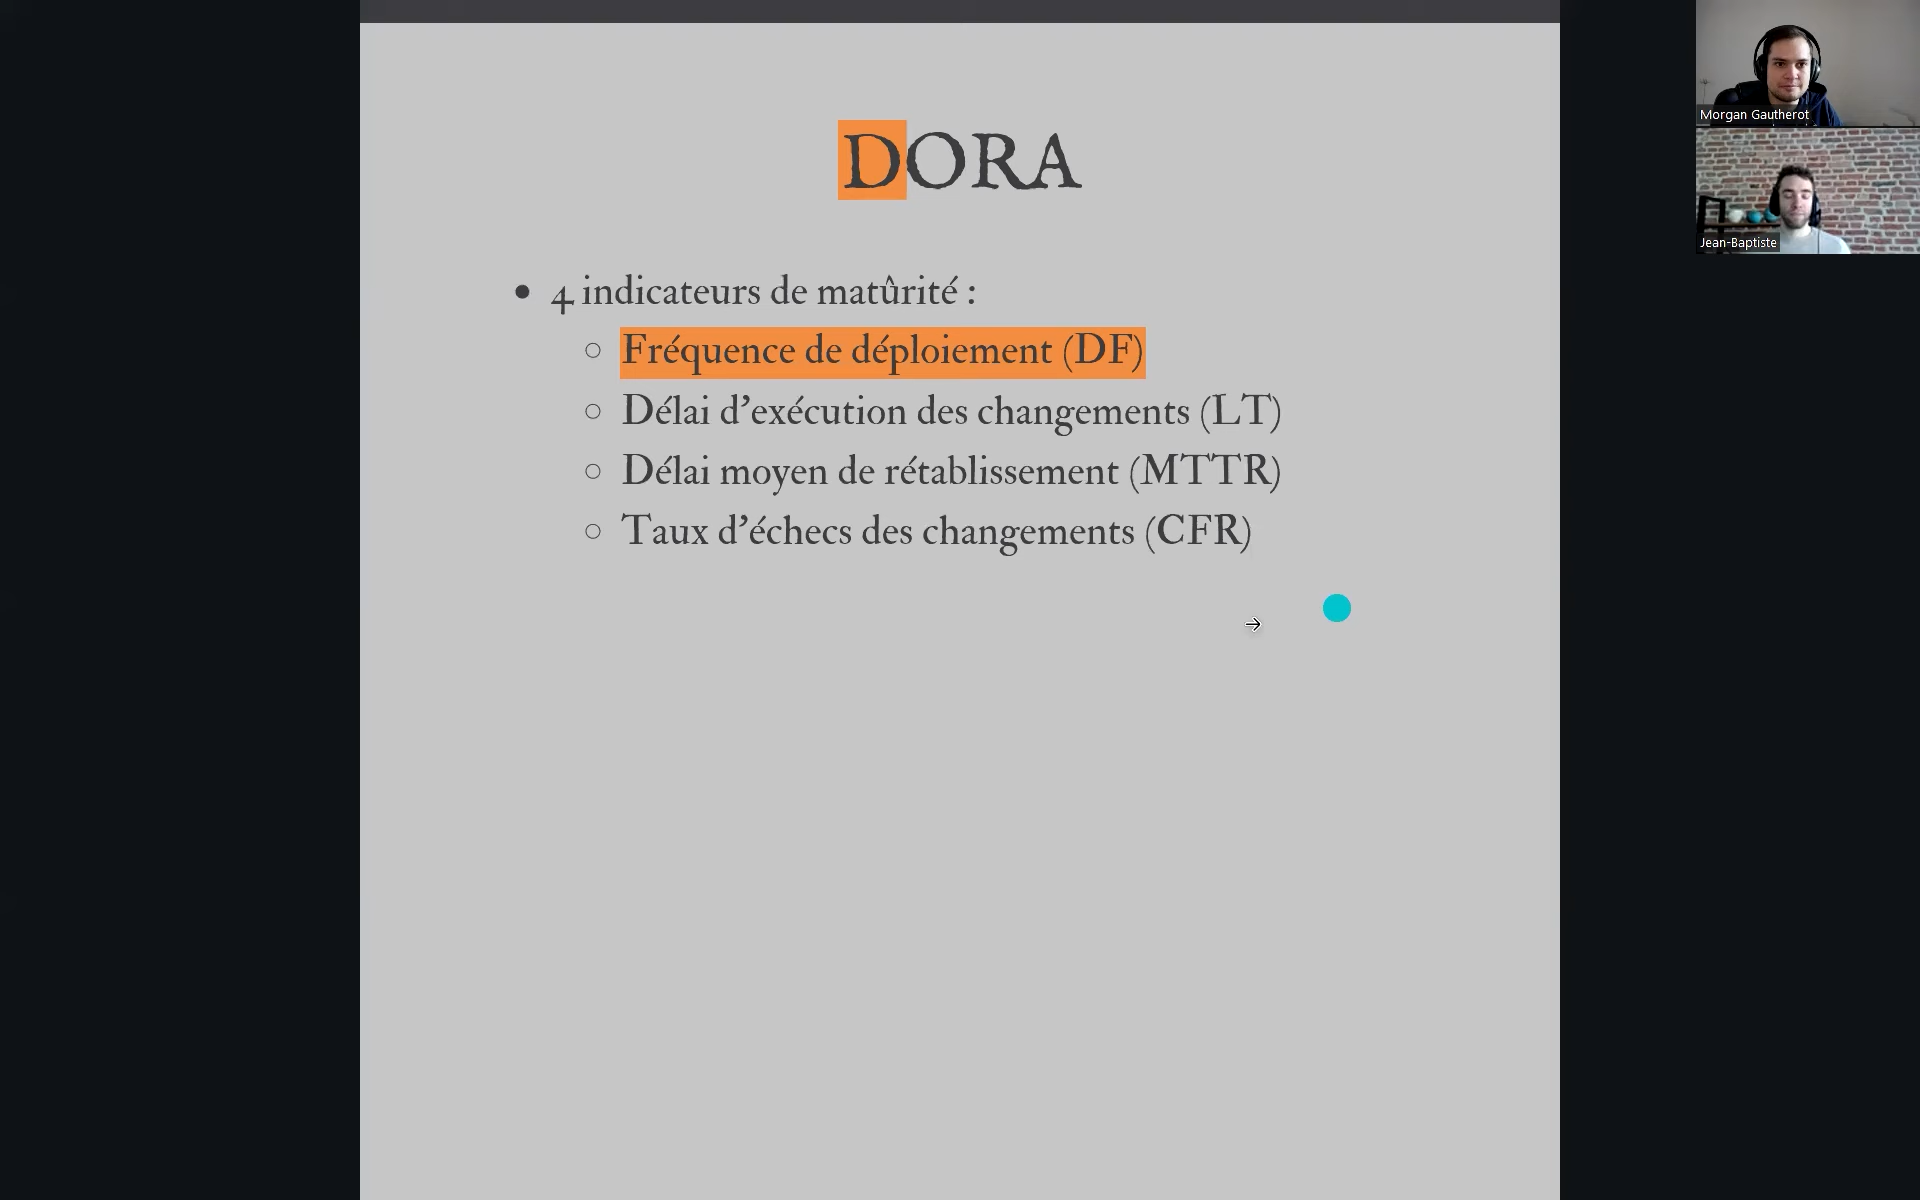 DORA
4 indicateurs de matûrité :
Fréquence de déploiement (DF)
Délai d'exécution des changements (LT)
Délai moyen de rétablissement (MTTR)
Taux d'échecs des changements (CFR)
Morgan Gautherot
Jean-Baptiste